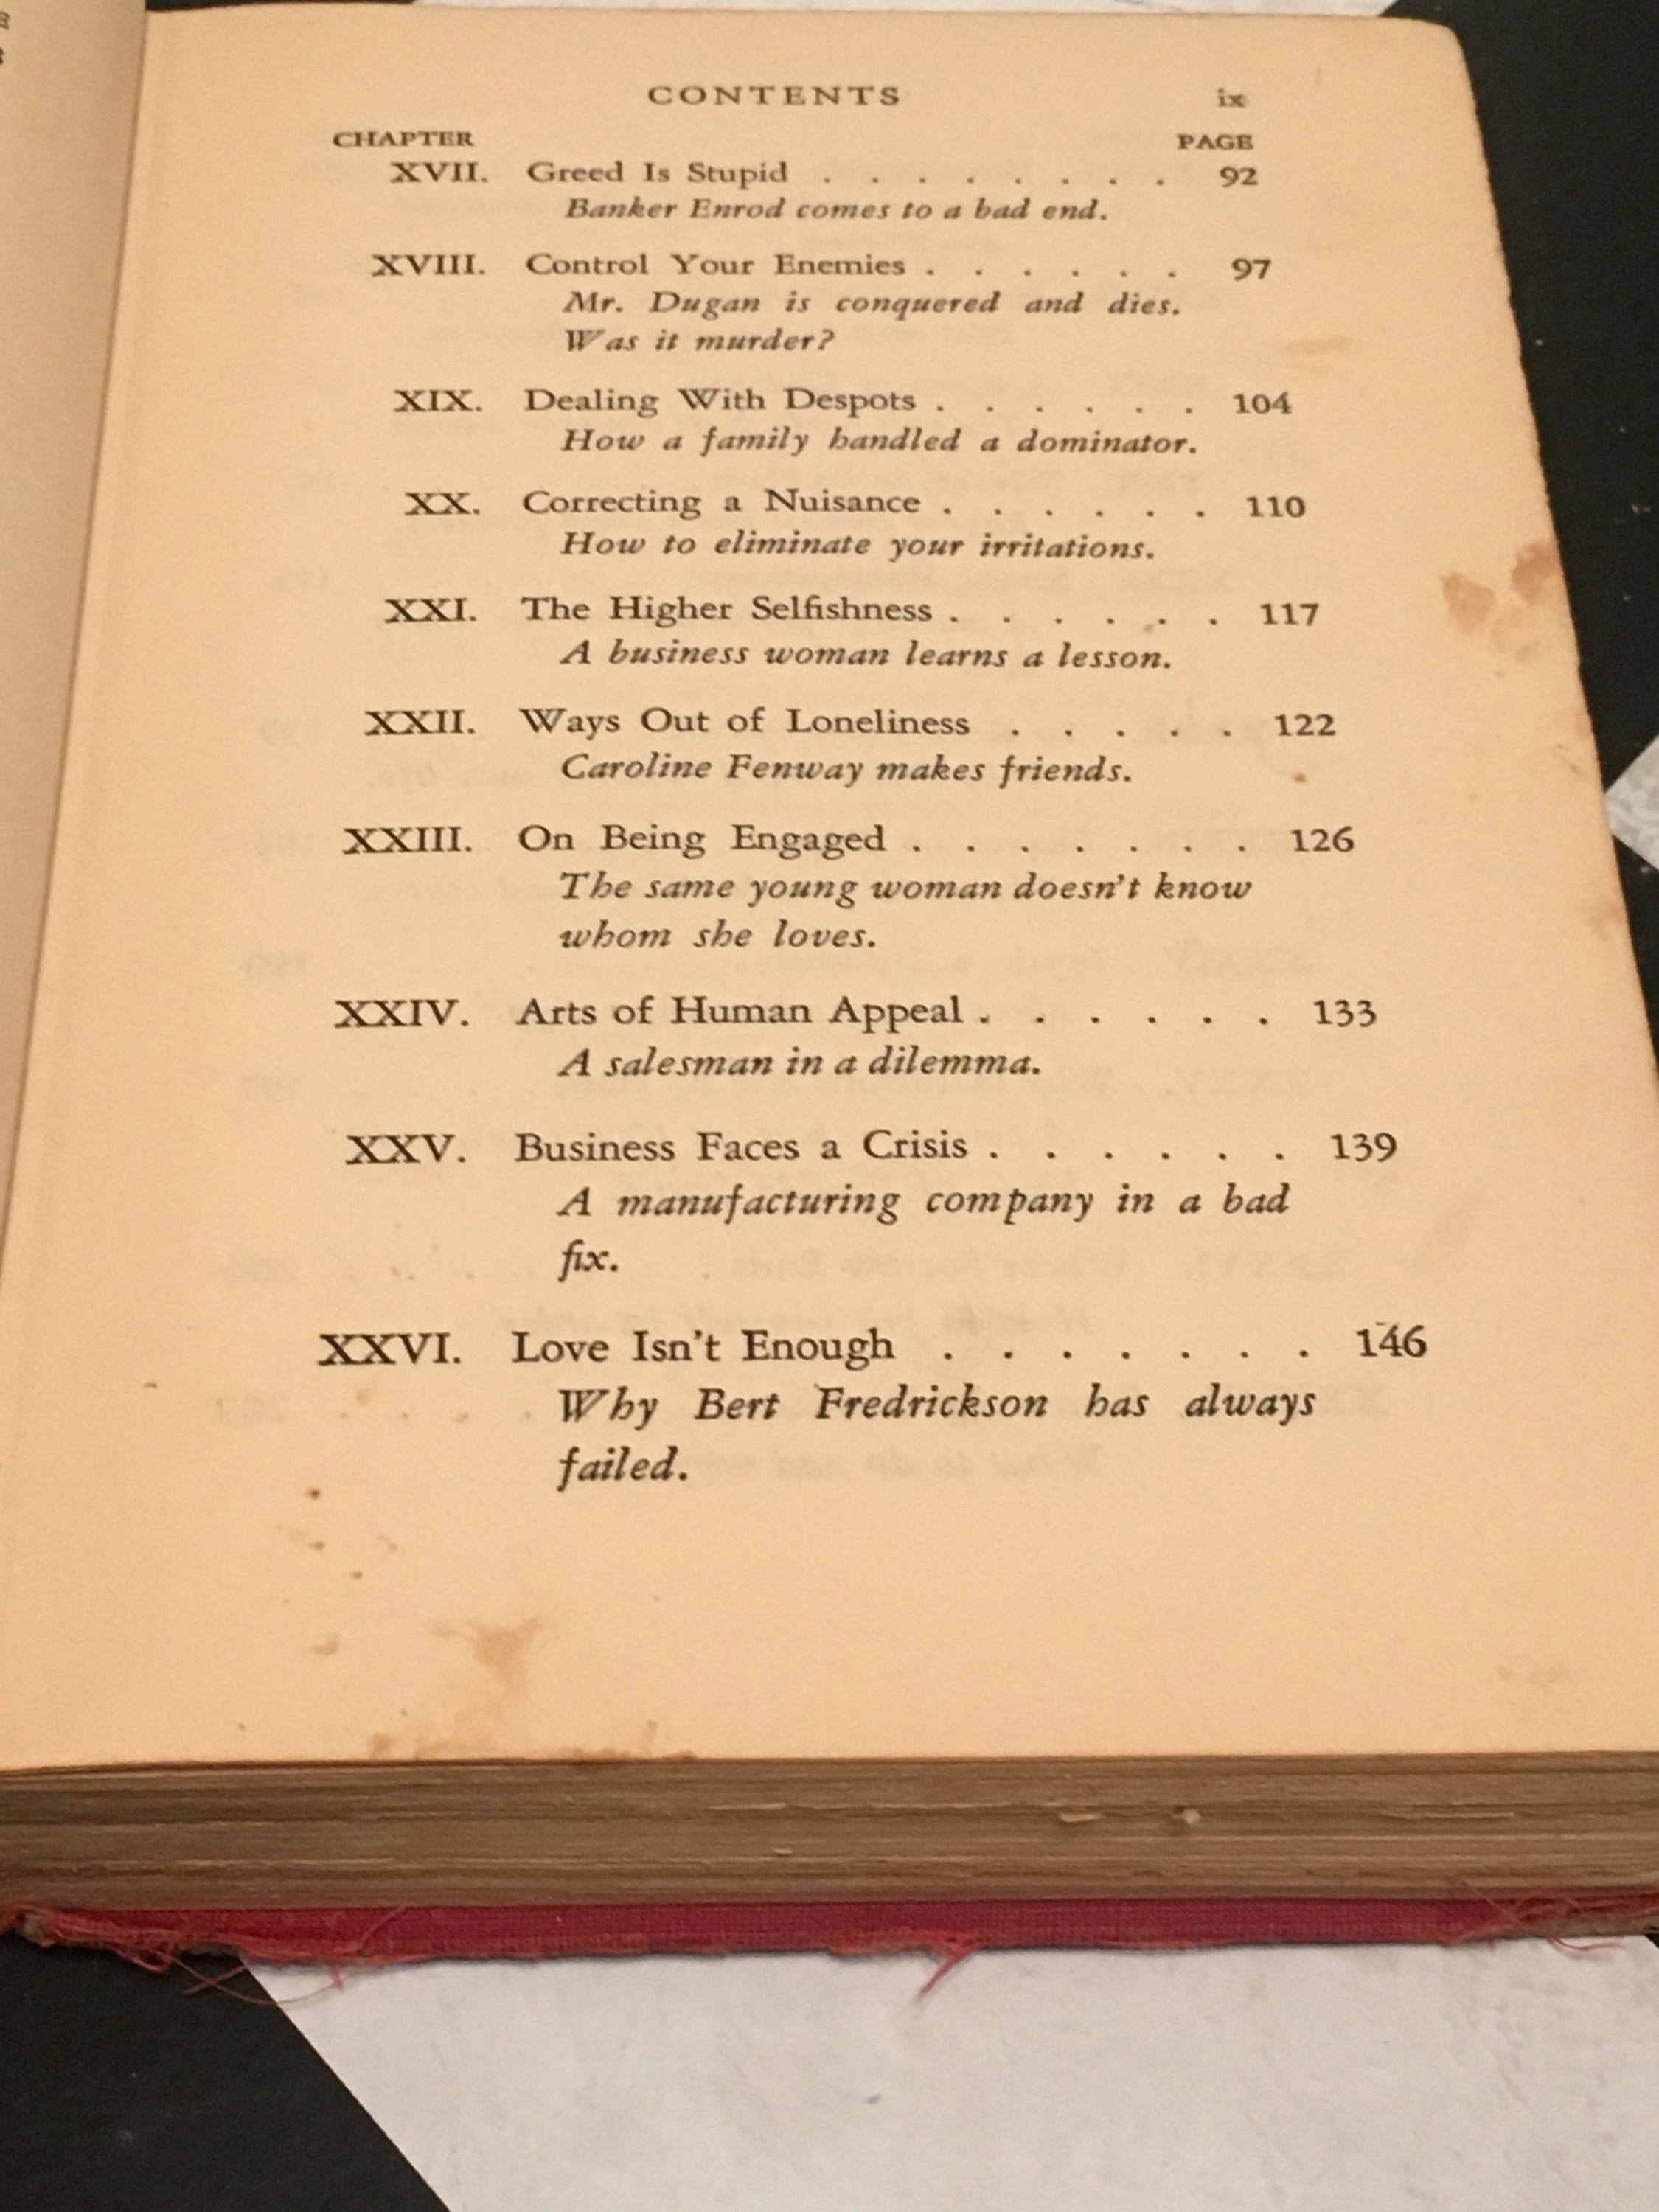 CONTENTS ix
CHAPTER PAGE
XVII. Greed Is Stupid . . . . . . . . 92
Banker Enrod comes to a bad end.
XVIII. Control Your Enemies . . . . . . 97
Mr. Dugan is conquered and dies.
Was it murder?
XIX. Dealing With Despots . . . . . . 104
How a family handled a dominator.
XX. Correcting a Nuisance . . . . . . 110
How to eliminate your irritations.
XXI. The Higher Selfishness . . . . . . 117
A business woman learns a lesson.
XXII. Ways Out of Loneliness . . . . . 122
Caroline Fenway makes friends.
XXIII. On Being Engaged . . . . . . . 126
The same young woman doesn't know
whom she loves.
XXIV. Arts of Human Appeal . . . . . . 133
A salesman in a dilemma.
XXV. Business Faces a Crisis . . . . . . 139
A manufacturing company in a bad
fix.
XXVI. Love Isn't Enough . . . . . . . 146
Why Bert Fredrickson has always
failed.